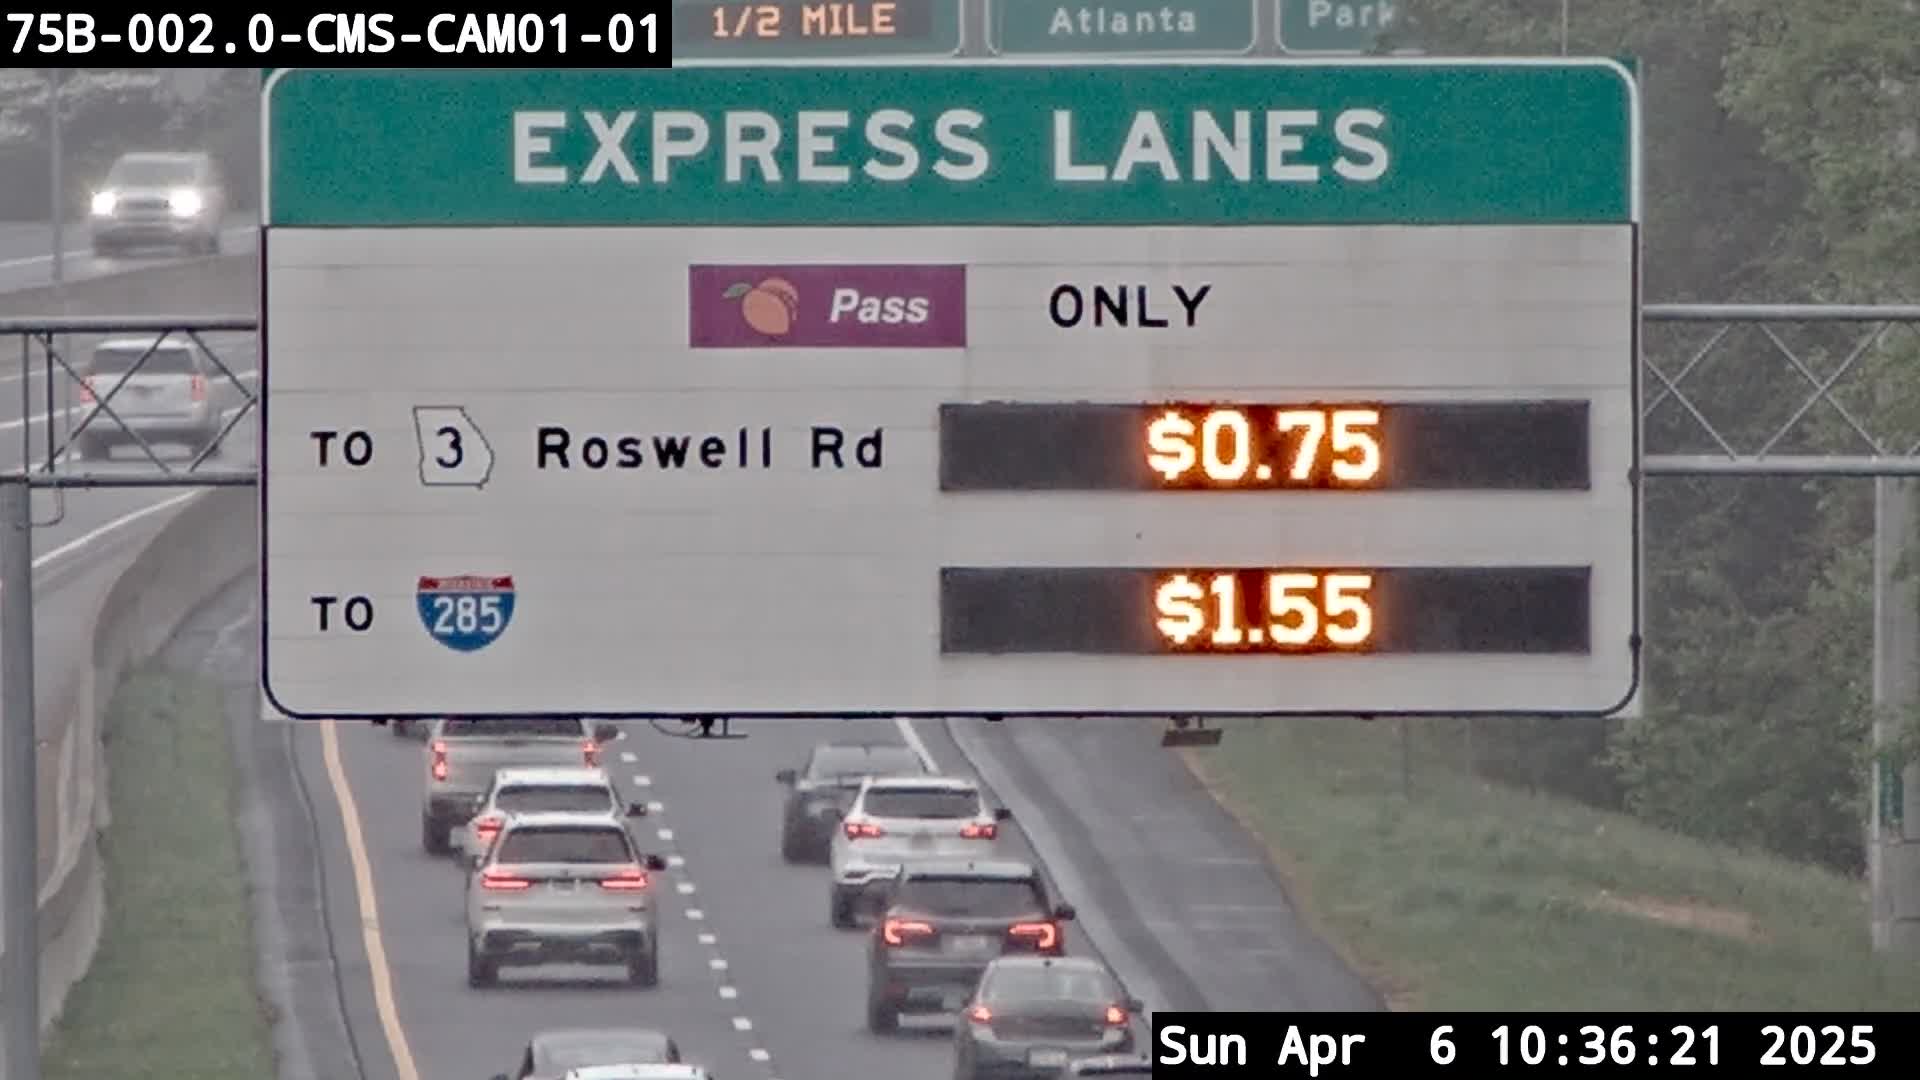 75B-002.0-CMS-CAM01-01
1/2 MILE
Atlanta
Park
EXPRESS LANES
Pass ONLY
TO 3 Roswell Rd $0.75
TO 285 $1.55
Sun Apr 6 10:36:21 2025